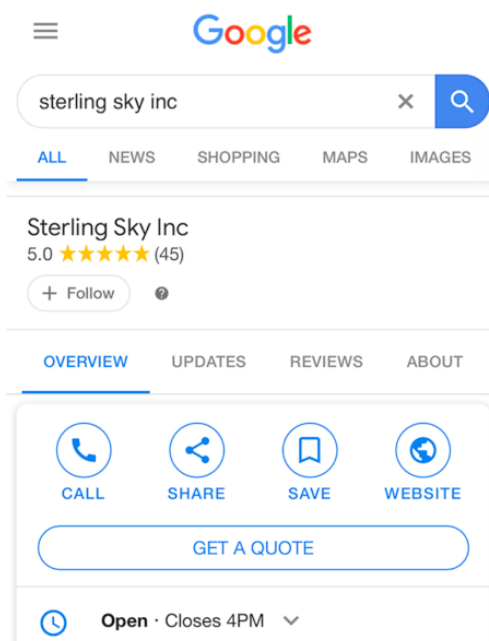 Google
sterling sky inc
ALL NEWS SHOPPING MAPS IMAGES
Sterling Sky Inc
5.0 ★★★★★ (45)
+ Follow ?
OVERVIEW UPDATES REVIEWS ABOUT
CALL SHARE SAVE WEBSITE
GET A QUOTE
Open · Closes 4PM